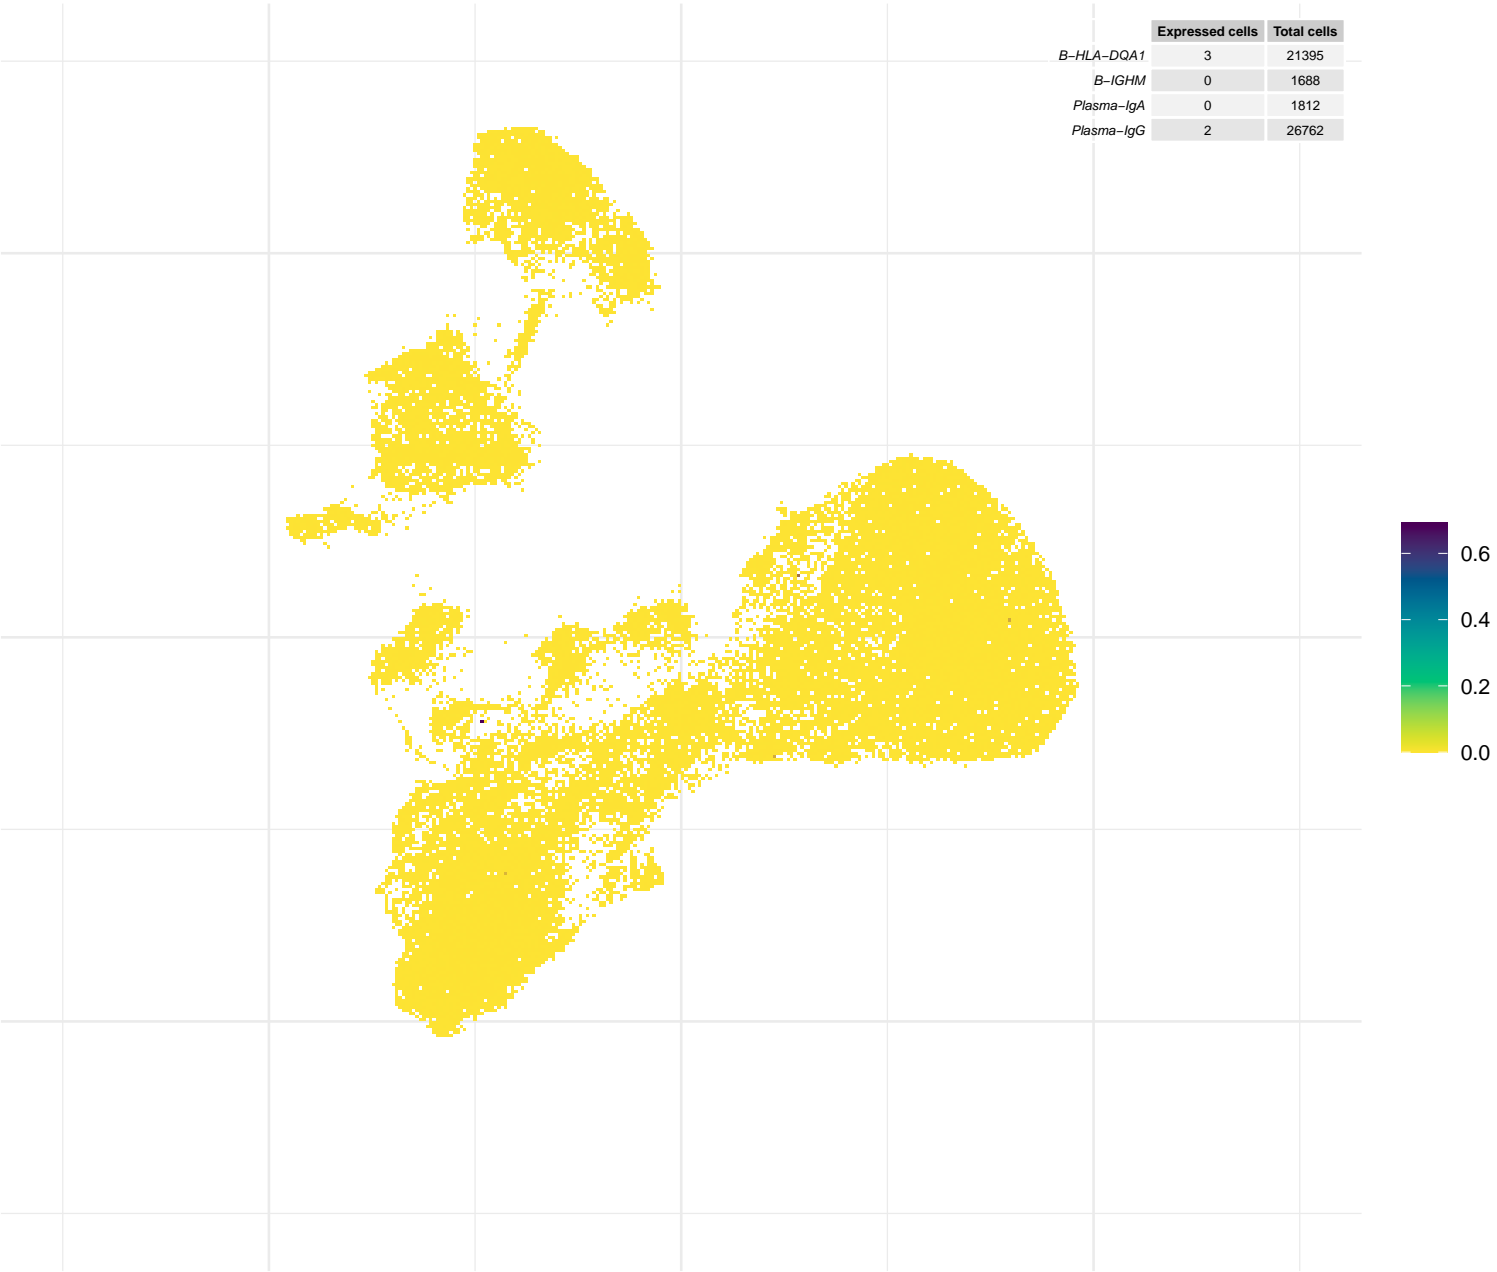 Expressed cells Total cells
B−HLA−DQA1 3 21395
B−IGHM 0 1688
Plasma−IgA 0 1812
Plasma−IgG 2 26762
0.6
0.4
0.2
0.0